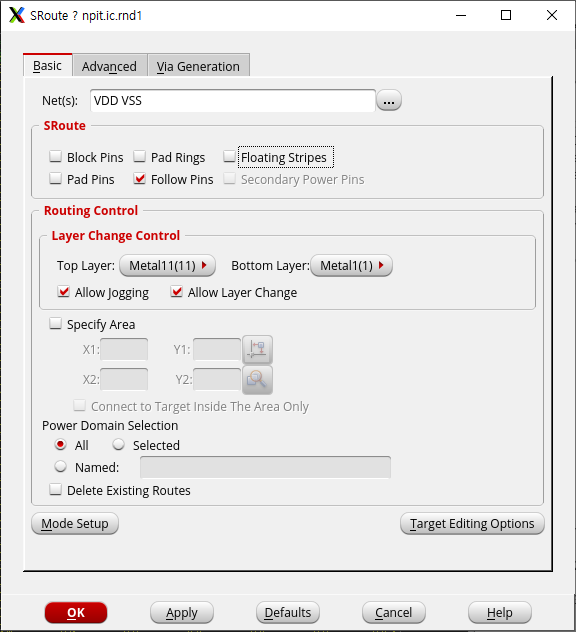 SRoute ? npit.ic.rnd1
Basic Advanced Via Generation
Net(s): VDD VSS ...
SRoute
Block Pins Pad Rings Floating Stripes
Pad Pins Follow Pins Secondary Power Pins
Routing Control
Layer Change Control
Top Layer: Metal11(11) Bottom Layer: Metal1(1)
Allow Jogging Allow Layer Change
Specify Area
X1: Y1:
X2: Y2:
Connect to Target Inside The Area Only
Power Domain Selection
All Selected
Named:
Delete Existing Routes
Mode Setup Target Editing Options
OK Apply Defaults Cancel Help